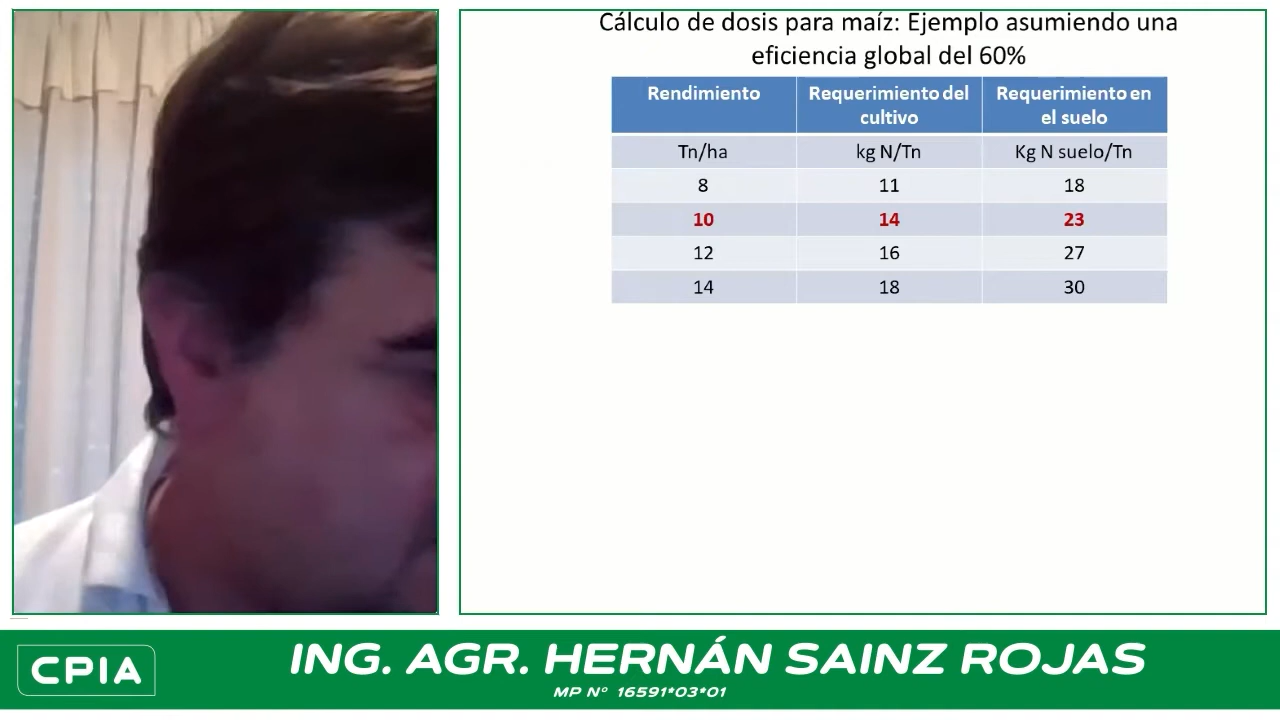 Cálculo de dosis para maíz: Ejemplo asumiendo una
eficiencia global del 60%
Rendimiento Requerimiento del cultivo Requerimiento en el suelo
Tn/ha kg N/Tn Kg N suelo/Tn
8 11 18
10 14 23
12 16 27
14 18 30
CPIA
ING. AGR. HERNÁN SAINZ ROJAS
MP Nº 16591*03*01